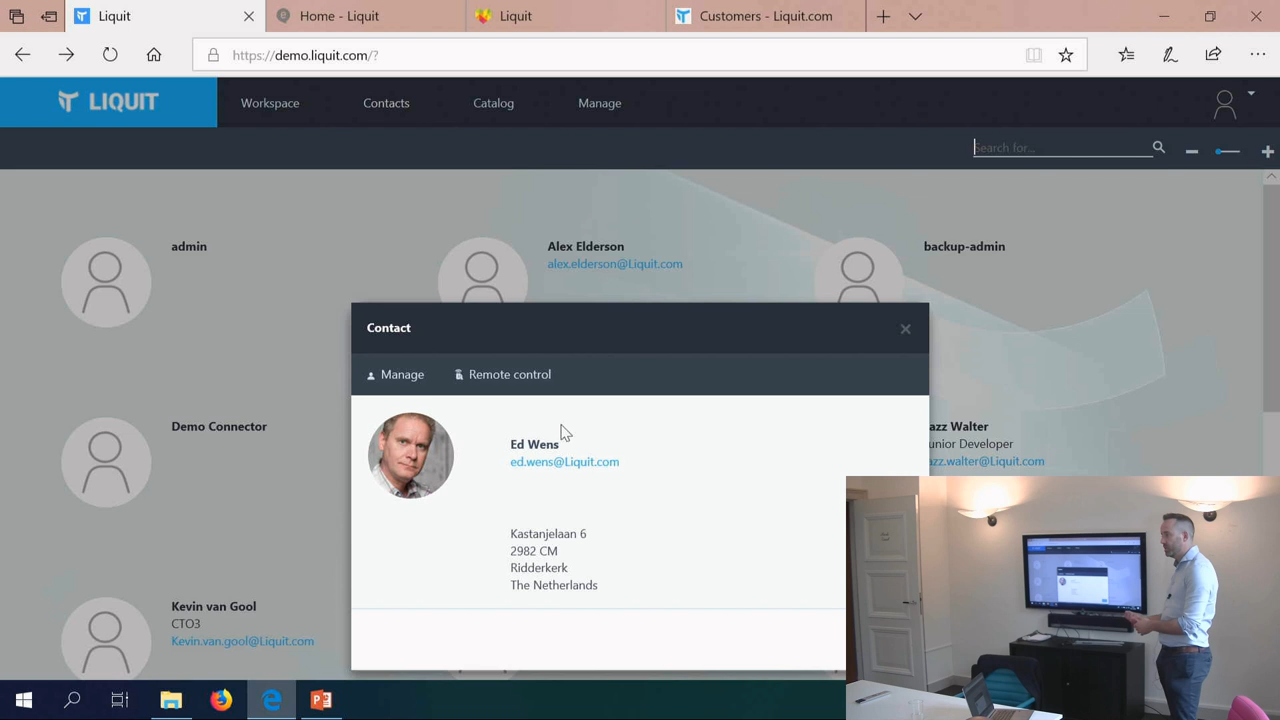 Liquit
Home - Liquit
Liquit
Customers - Liquit.com
https://demo.liquit.com/?
LIQUIT
Workspace
Contacts
Catalog
Manage
Search for...
admin
Alex Elderson
alex.elderson@Liquit.com
backup-admin
Contact
Manage
Remote control
Ed Wens
ed.wens@Liquit.com
Kastanjelaan 6
2982 CM
Ridderkerk
The Netherlands
Demo Connector
azz Walter
unior Developer
azz.walter@Liquit.com
Kevin van Gool
CTO3
Kevin.van.gool@Liquit.com